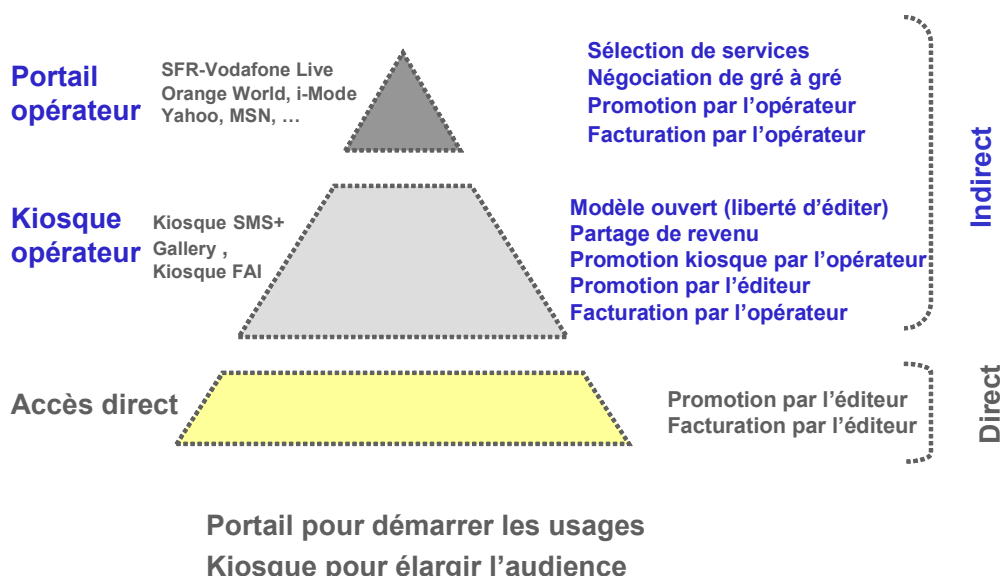 Portail
opérateur
SFR-Vodafone Live
Orange World, i-Mode
Yahoo, MSN, …
Sélection de services
Négociation de gré à gré
Promotion par l’opérateur
Facturation par l’opérateur
Indirect
Kiosque
opérateur
Kiosque SMS+
Gallery ,
Kiosque FAI
Modèle ouvert (liberté d’éditer)
Partage de revenu
Promotion kiosque par l’opérateur
Promotion par l’éditeur
Facturation par l’opérateur
Accès direct
Promotion par l’éditeur
Facturation par l’éditeur
Direct
Portail pour démarrer les usages
Kiosque pour élargir l’audience